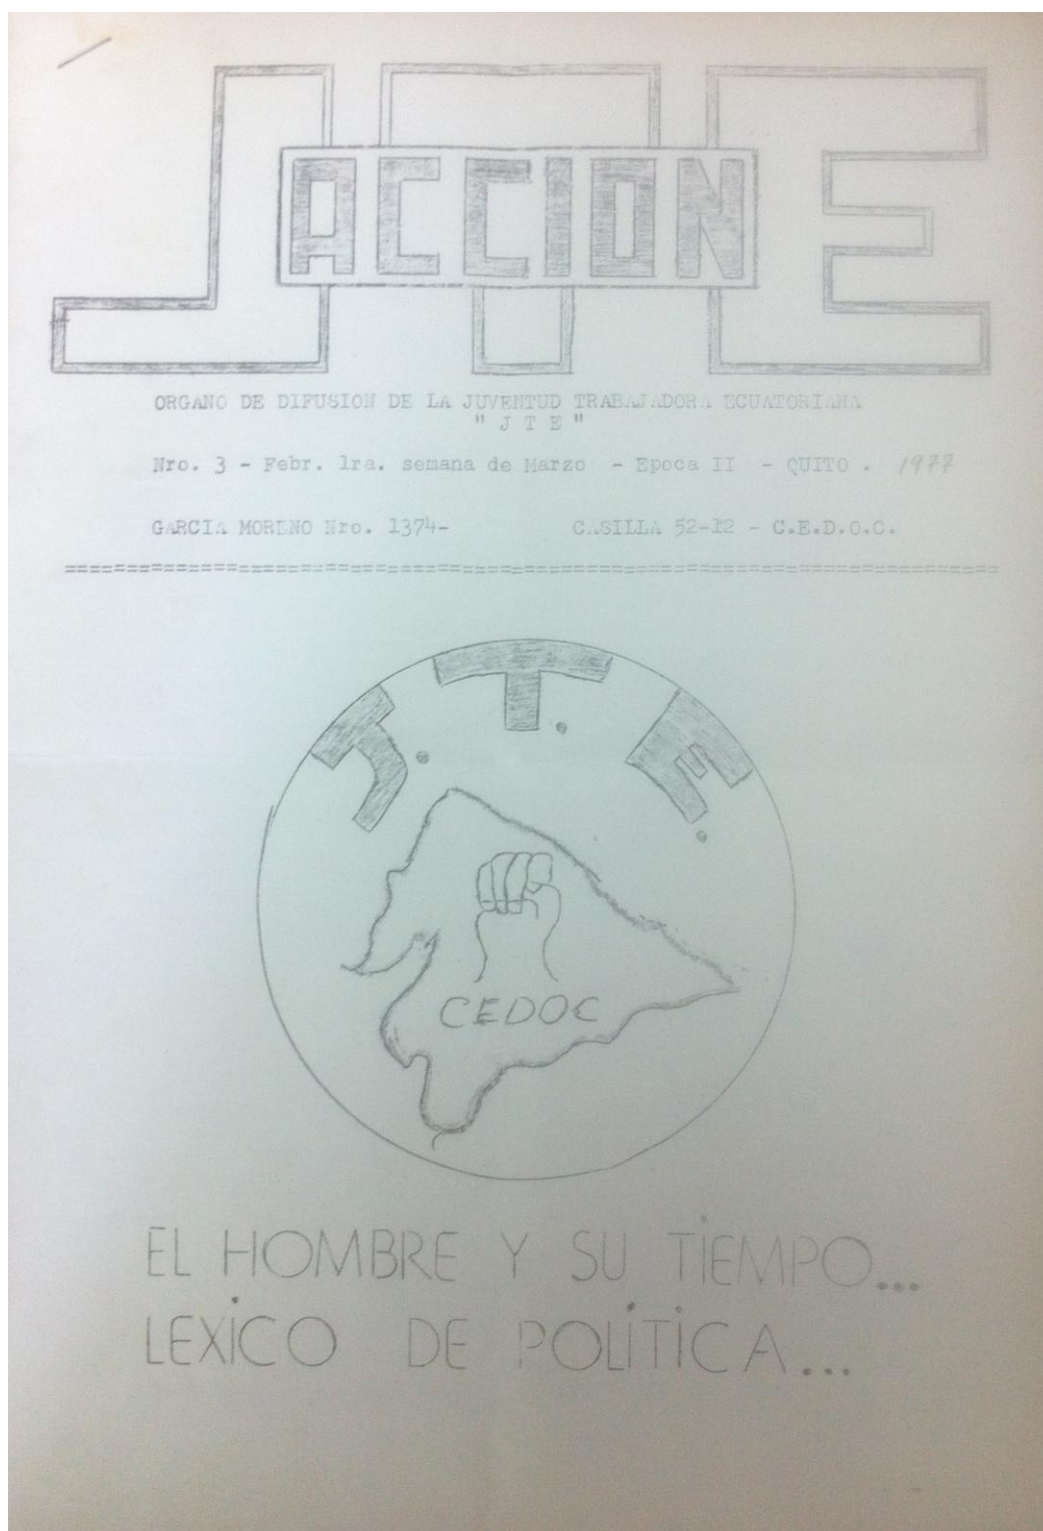 JTE
ACCION
ORGANO DE DIFUSION DE LA JUVENTUD TRABAJADORA ECUATORIANA
" J T E "
Nro. 3 - Febr. 1ra. semana de Marzo - Epoca II - QUITO . 1977
GARCIA MORENO Nro. 1374- CASILLA 52-12 - C.E.D.O.C.
J.T.E.
CEDOC
EL HOMBRE Y SU TIEMPO...
LEXICO DE POLÍTICA...